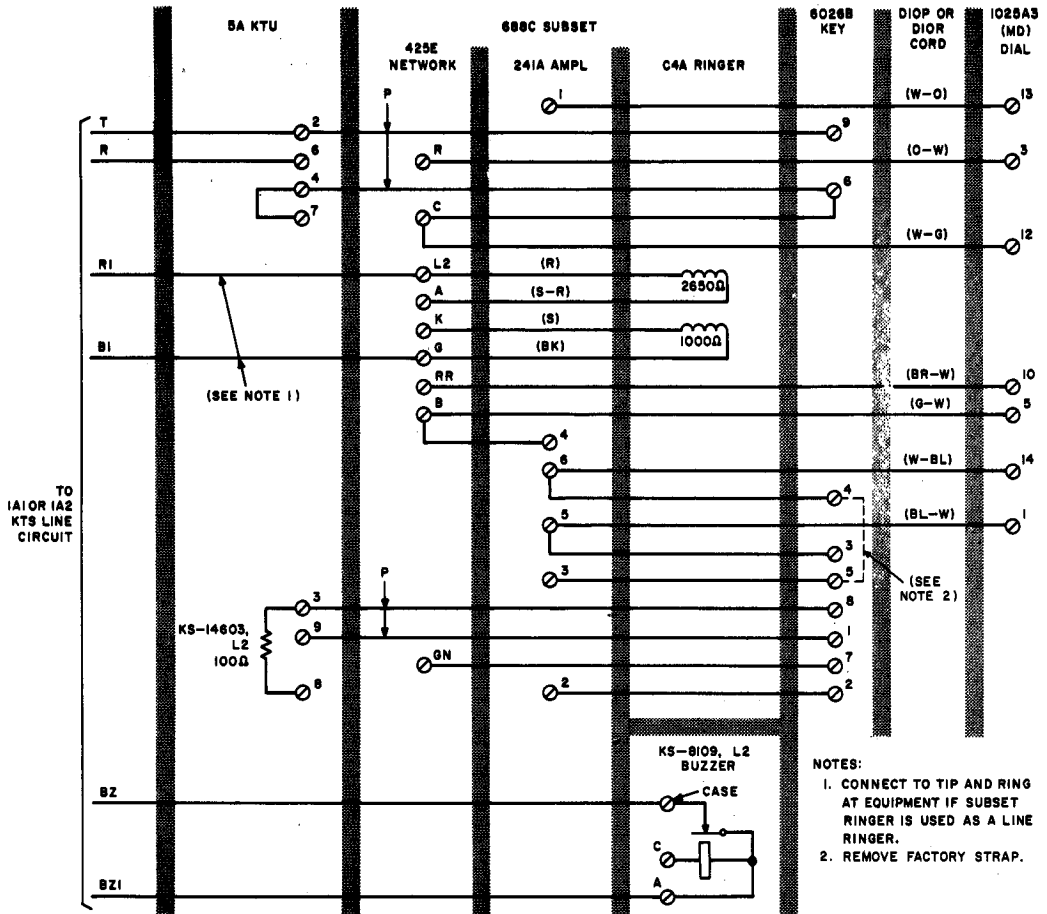 5A KTU
688C SUBSET
6026B
KEY
DIOP OR
DIOR
CORD
1025A3
(MD)
DIAL
425E
NETWORK
241A AMPL
C4A RINGER
P
1
(W-O)
13
T
2
9
R
6
R
(O-W)
3
4
6
7
C
(W-G)
12
R1
L2
(R)
2650Ω
A
(S-R)
K
(S)
1000Ω
B1
G
(BK)
(SEE NOTE 1)
RR
(BR-W)
10
B
(G-W)
5
4
6
(W-BL)
14
4
TO
1A1 OR 1A2
KTS LINE
CIRCUIT
5
(BL-W)
1
3
P
3
5
(SEE
NOTE 2)
3
8
KS-14603,
L2
100Ω
9
1
GN
7
8
2
2
KS-8109, L2
BUZZER
BZ
CASE
C
BZ1
A
NOTES:
1. CONNECT TO TIP AND RING
AT EQUIPMENT IF SUBSET
RINGER IS USED AS A LINE
RINGER.
2. REMOVE FACTORY STRAP.